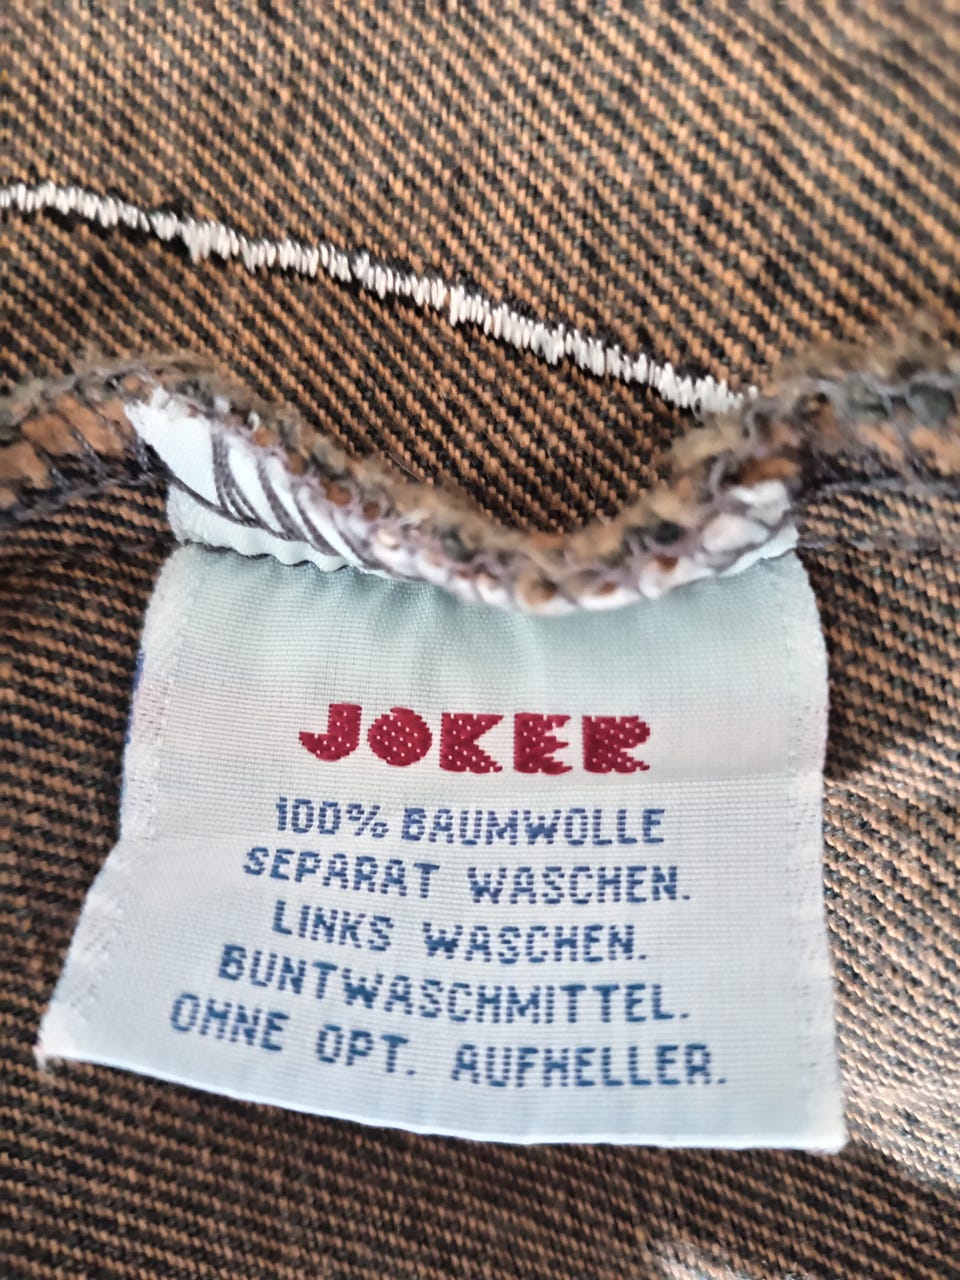 JOKER
100% BAUMWOLLE
SEPARAT WASCHEN.
LINKS WASCHEN.
BUNTWASCHMITTEL.
OHNE OPT. AUFHELLER.